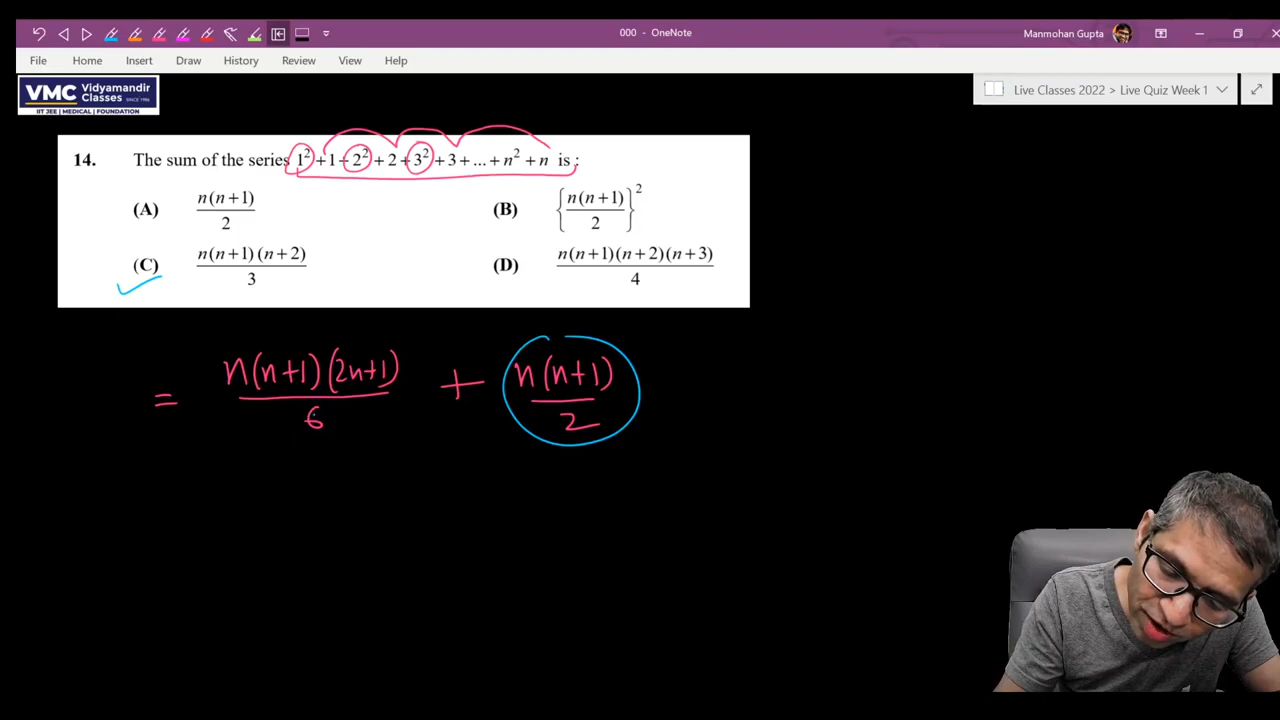 000 - OneNote
Manmohan Gupta
File Home Insert Draw History Review View Help
VMC Vidyamandir Classes SINCE 1986
IIT JEE | MEDICAL | FOUNDATION
Live Classes 2022 > Live Quiz Week 1
14. The sum of the series 1² + 1 + 2² + 2 + 3² + 3 + ... + n² + n is :
(A) n(n+1)/2
(B) {n(n+1)/2}²
(C) n(n+1)(n+2)/3
(D) n(n+1)(n+2)(n+3)/4
= n(n+1)(2n+1)/6 + n(n+1)/2